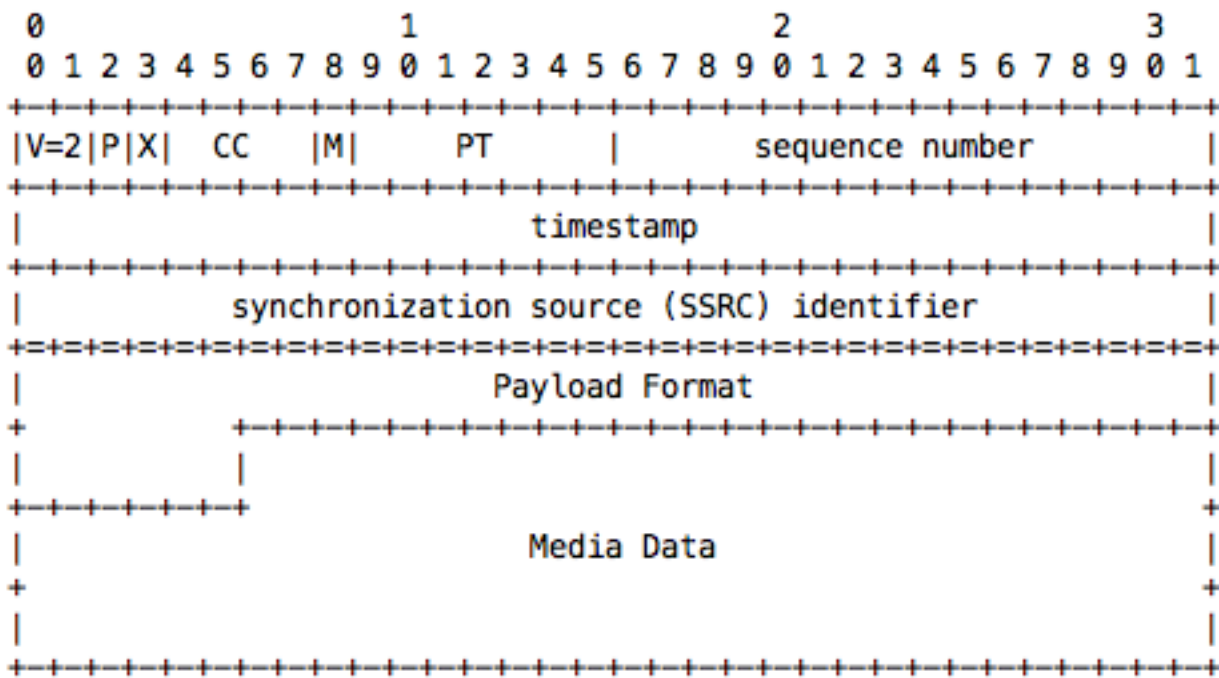 0                   1                   2                   3
 0 1 2 3 4 5 6 7 8 9 0 1 2 3 4 5 6 7 8 9 0 1 2 3 4 5 6 7 8 9 0 1
+-+-+-+-+-+-+-+-+-+-+-+-+-+-+-+-+-+-+-+-+-+-+-+-+-+-+-+-+-+-+-+-+
|V=2|P|X|  CC   |M|     PT      |       sequence number         |
+-+-+-+-+-+-+-+-+-+-+-+-+-+-+-+-+-+-+-+-+-+-+-+-+-+-+-+-+-+-+-+-+
|                           timestamp                           |
+-+-+-+-+-+-+-+-+-+-+-+-+-+-+-+-+-+-+-+-+-+-+-+-+-+-+-+-+-+-+-+-+
|           synchronization source (SSRC) identifier            |
+=+=+=+=+=+=+=+=+=+=+=+=+=+=+=+=+=+=+=+=+=+=+=+=+=+=+=+=+=+=+=+=+
|                         Payload Format                        |
+           +-+-+-+-+-+-+-+-+-+-+-+-+-+-+-+-+-+-+-+-+-+-+-+-+-+-+
|           |                                                   |
+-+-+-+-+-+-+                                                   +
|                           Media Data                          |
+                                                               +
|                                                               |
+-+-+-+-+-+-+-+-+-+-+-+-+-+-+-+-+-+-+-+-+-+-+-+-+-+-+-+-+-+-+-+-+